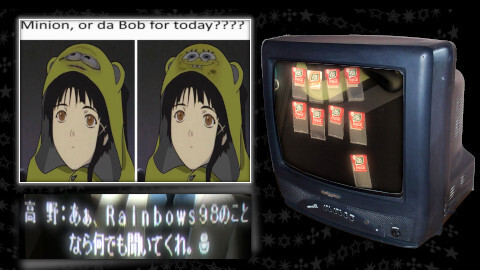 Minion, or da Bob for today????
高 野:あぁ、Rainbows98のこと
なら何でも聞いてくれ。